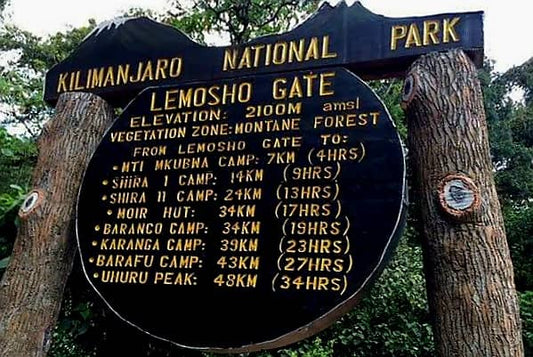 KILIMANJARO NATIONAL PARK
LEMOSHO GATE
ELEVATION: 2100M amsl
VEGETATION ZONE: MONTANE FOREST
FROM LEMOSHO GATE TO:
• MTI MKUBWA CAMP: 7KM (4HRS)
• SHIRA I CAMP: 14KM (9HRS)
• SHIRA 11 CAMP: 24KM (13HRS)
• MOIR HUT: 34KM (17HRS)
• BARANCO CAMP: 34KM (19HRS)
• KARANGA CAMP: 39KM (23HRS)
• BARAFU CAMP: 43KM (27HRS)
• UHURU PEAK: 48KM (34HRS)